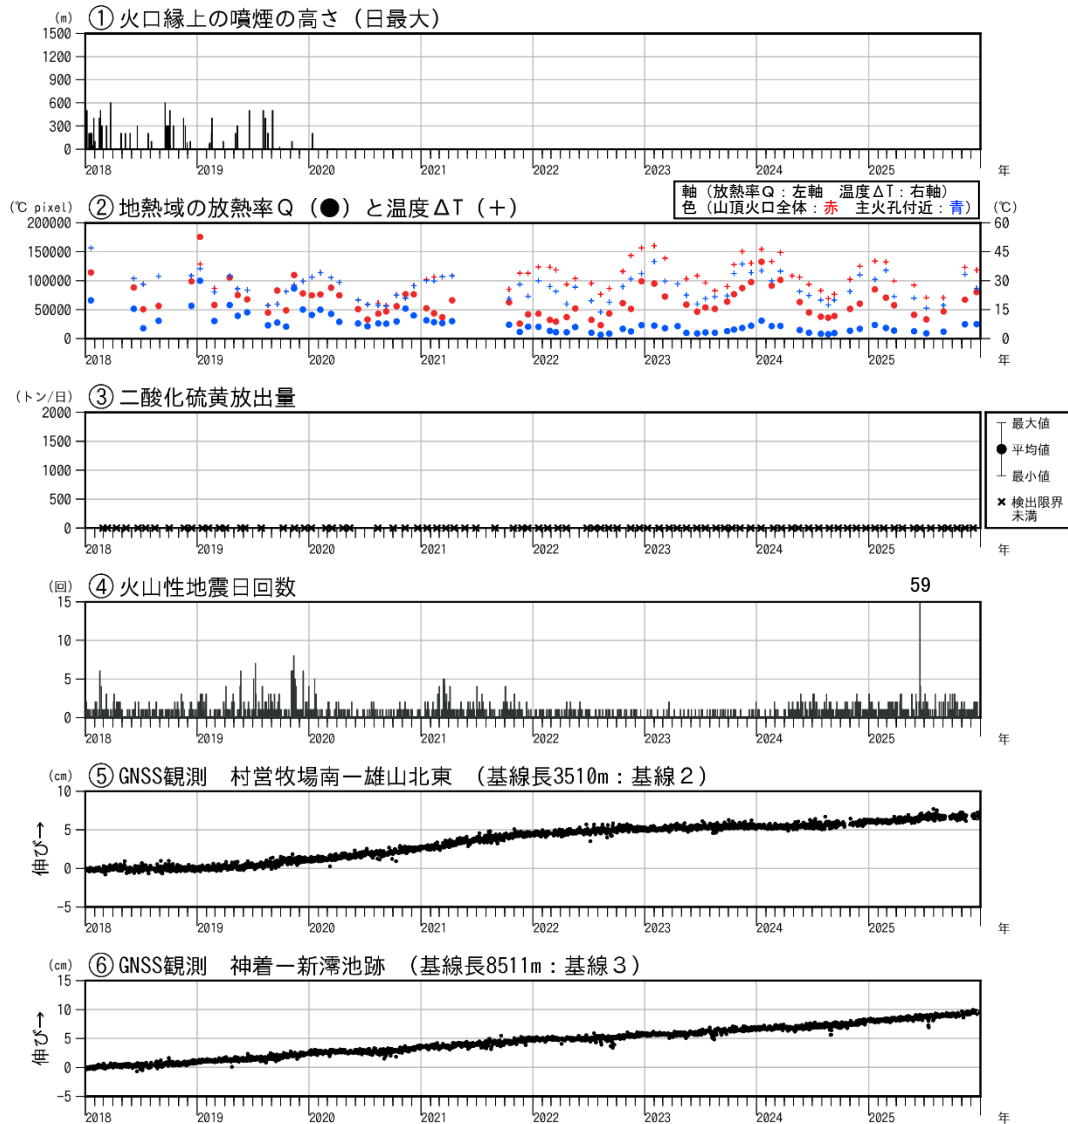 (m) ①火口縁上の噴煙の高さ（日最大）
1500
1200
900
600
300
0
2018 2019 2020 2021 2022 2023 2024 2025 年
軸（放熱率Q：左軸 温度ΔT：右軸）
色（山頂火口全体：赤 主火孔付近：青）
(℃ pixel) ②地熱域の放熱率Q（●）と温度ΔT（+） (℃)
200000 60
150000 45
100000 30
50000 15
0 0
2018 2019 2020 2021 2022 2023 2024 2025 年
(トン/日) ③二酸化硫黄放出量
2000
1500
1000
500
0
最大値
平均値
最小値
× 検出限界
未満
2018 2019 2020 2021 2022 2023 2024 2025 年
(回) ④火山性地震日回数
59
15
10
5
0
2018 2019 2020 2021 2022 2023 2024 2025 年
(cm) ⑤GNSS観測 村営牧場南ー雄山北東 （基線長3510m：基線２）
10
5
0
-5
伸び→
2018 2019 2020 2021 2022 2023 2024 2025 年
(cm) ⑥GNSS観測 神着ー新澪池跡 （基線長8511m：基線３）
15
10
5
0
-5
伸び→
2018 2019 2020 2021 2022 2023 2024 2025 年